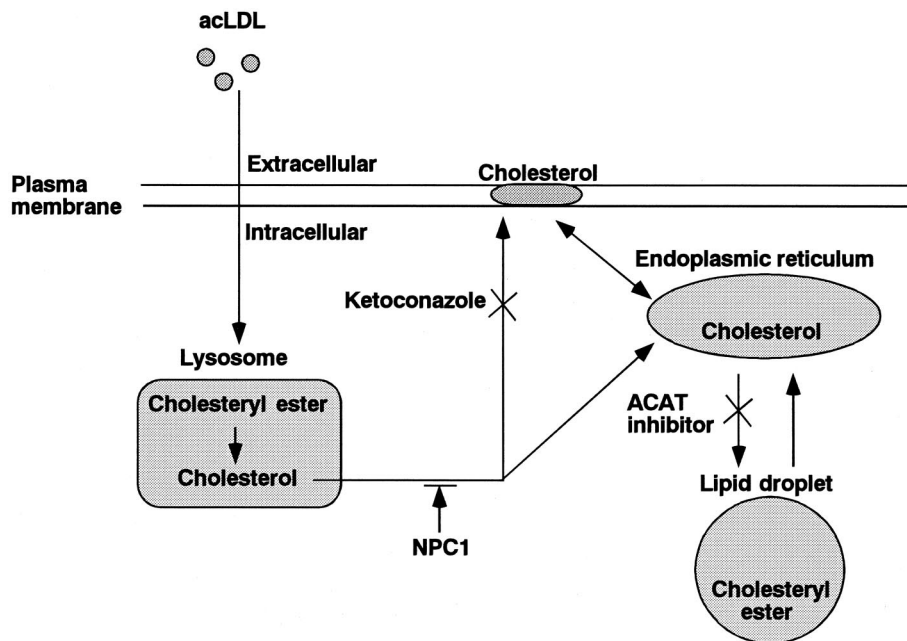 acLDL
Extracellular
Cholesterol
Plasma
membrane
Intracellular
Endoplasmic reticulum
Ketoconazole
Cholesterol
Lysosome
Cholesteryl ester
ACAT
inhibitor
Cholesterol
Lipid droplet
NPC1
Cholesteryl
ester